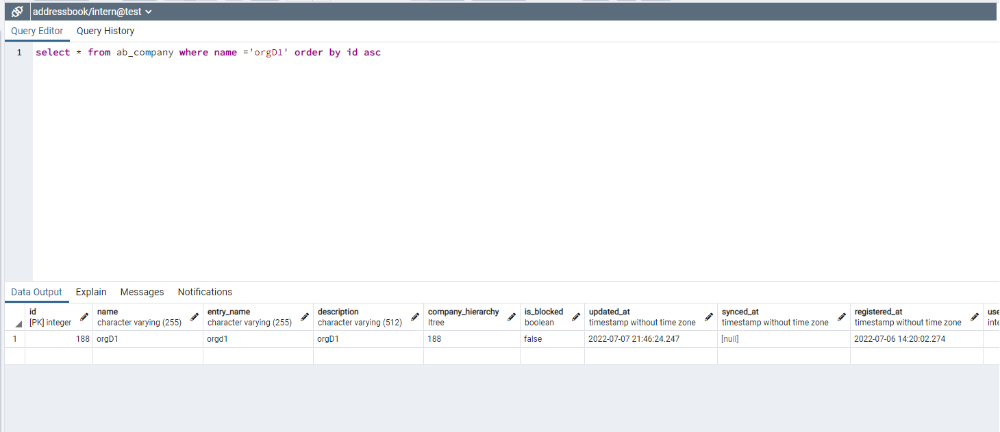 addressbook/intern@test
Query Editor Query History
1 select * from ab_company where name ='orgD1' order by id asc
Data Output Explain Messages Notifications
id name entry_name description company_hierarchy is_blocked updated_at synced_at registered_at use
[PK] integer character varying (255) character varying (255) character varying (512) ltree boolean timestamp without time zone timestamp without time zone timestamp without time zone inte
1 188 orgD1 orgd1 orgD1 188 false 2022-07-07 21:46:24.247 [null] 2022-07-06 14:20:02.274